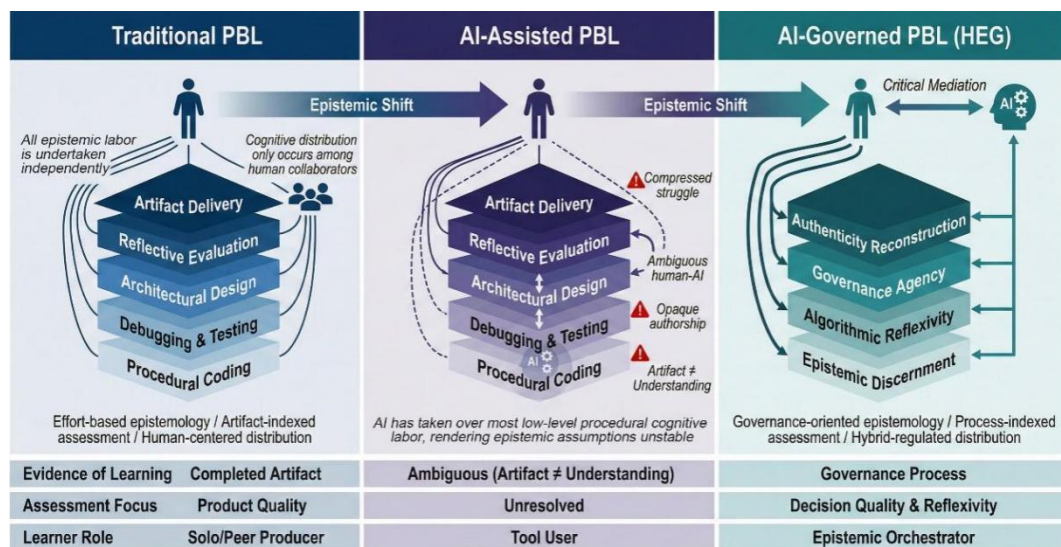 Traditional PBL
Epistemic Shift
All epistemic labor
is undertaken
independently
Cognitive distribution
only occurs among
human collaborators
Artifact Delivery
Reflective Evaluation
Architectural Design
Debugging & Testing
Procedural Coding
Effort-based epistemology / Artifact-indexed
assessment / Human-centered distribution
AI-Assisted PBL
Epistemic Shift
Artifact Delivery
Reflective Evaluation
Architectural Design
Debugging & Testing
AI
Procedural Coding
Compressed
struggle
Ambiguous
human-AI
Opaque
authorship
Artifact ≠
Understanding
AI has taken over most low-level procedural cognitive
labor, rendering epistemic assumptions unstable
AI-Governed PBL (HEG)
Critical Mediation
AI
Authenticity Reconstruction
Governance Agency
Algorithmic Reflexivity
Epistemic Discernment
Governance-oriented epistemology / Process-indexed
assessment / Hybrid-regulated distribution
Evidence of Learning Completed Artifact Ambiguous (Artifact ≠ Understanding) Governance Process
Assessment Focus Product Quality Unresolved Decision Quality & Reflexivity
Learner Role Solo/Peer Producer Tool User Epistemic Orchestrator